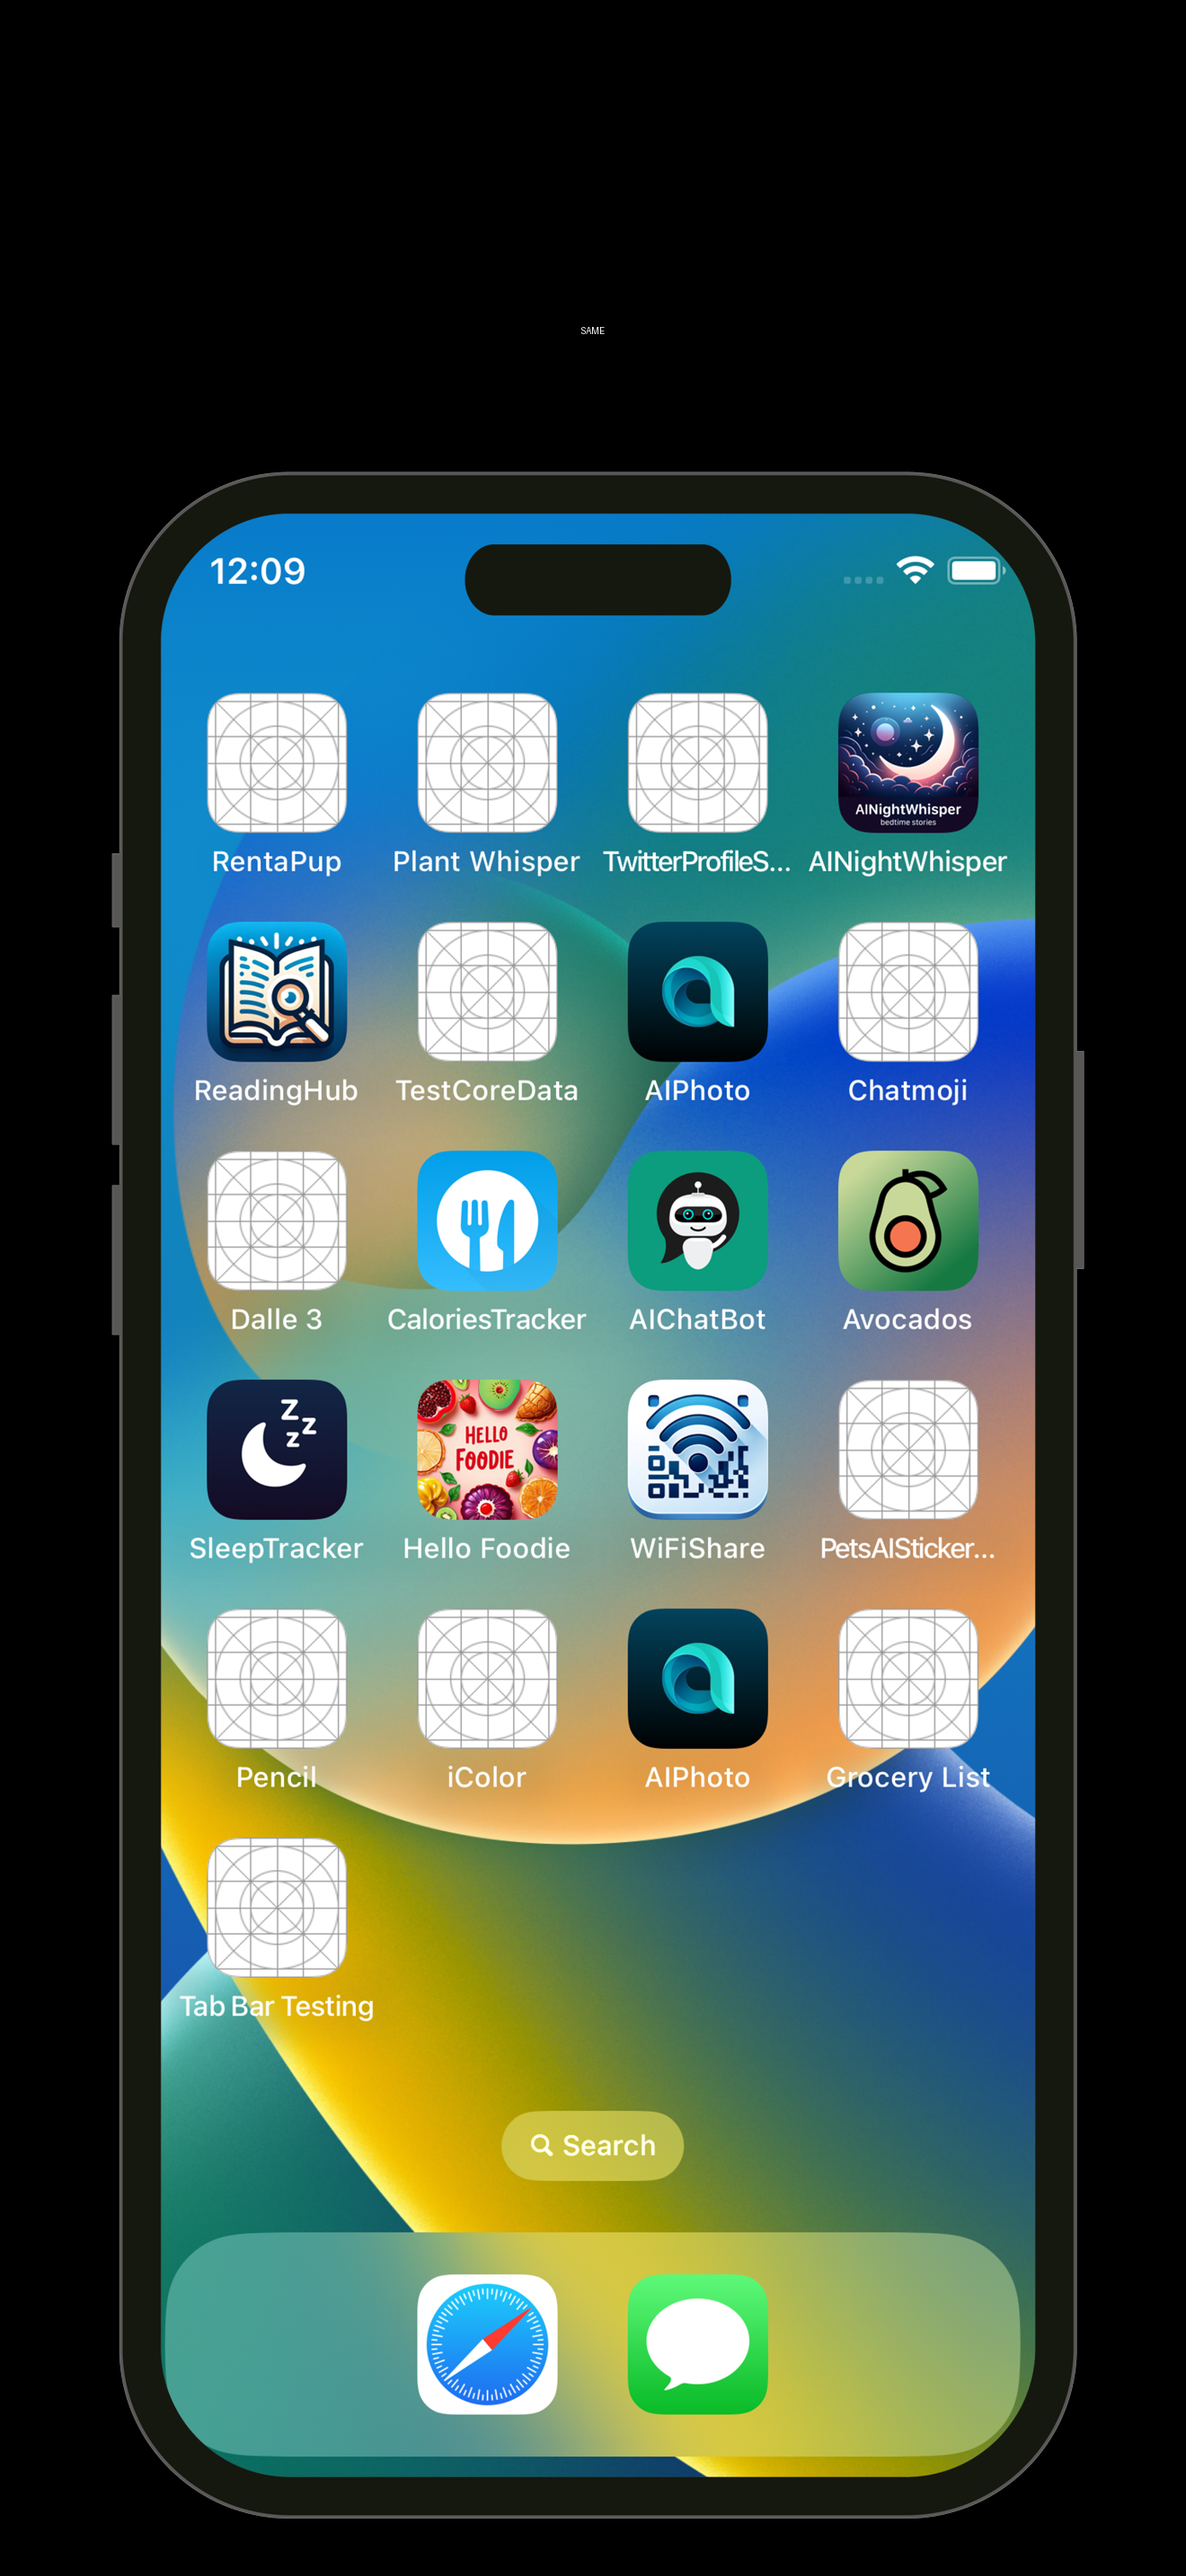 SAME
12:09
AINightWhisper
bedtime stories
RentaPup Plant Whisper TwitterProfileS... AINightWhisper
ReadingHub TestCoreData AIPhoto Chatmoji
Dalle 3 CaloriesTracker AIChatBot Avocados
Z
Z
Z
HELLO
FOODIE
SleepTracker Hello Foodie WiFiShare PetsAISticker...
Pencil iColor AIPhoto Grocery List
Tab Bar Testing
Search